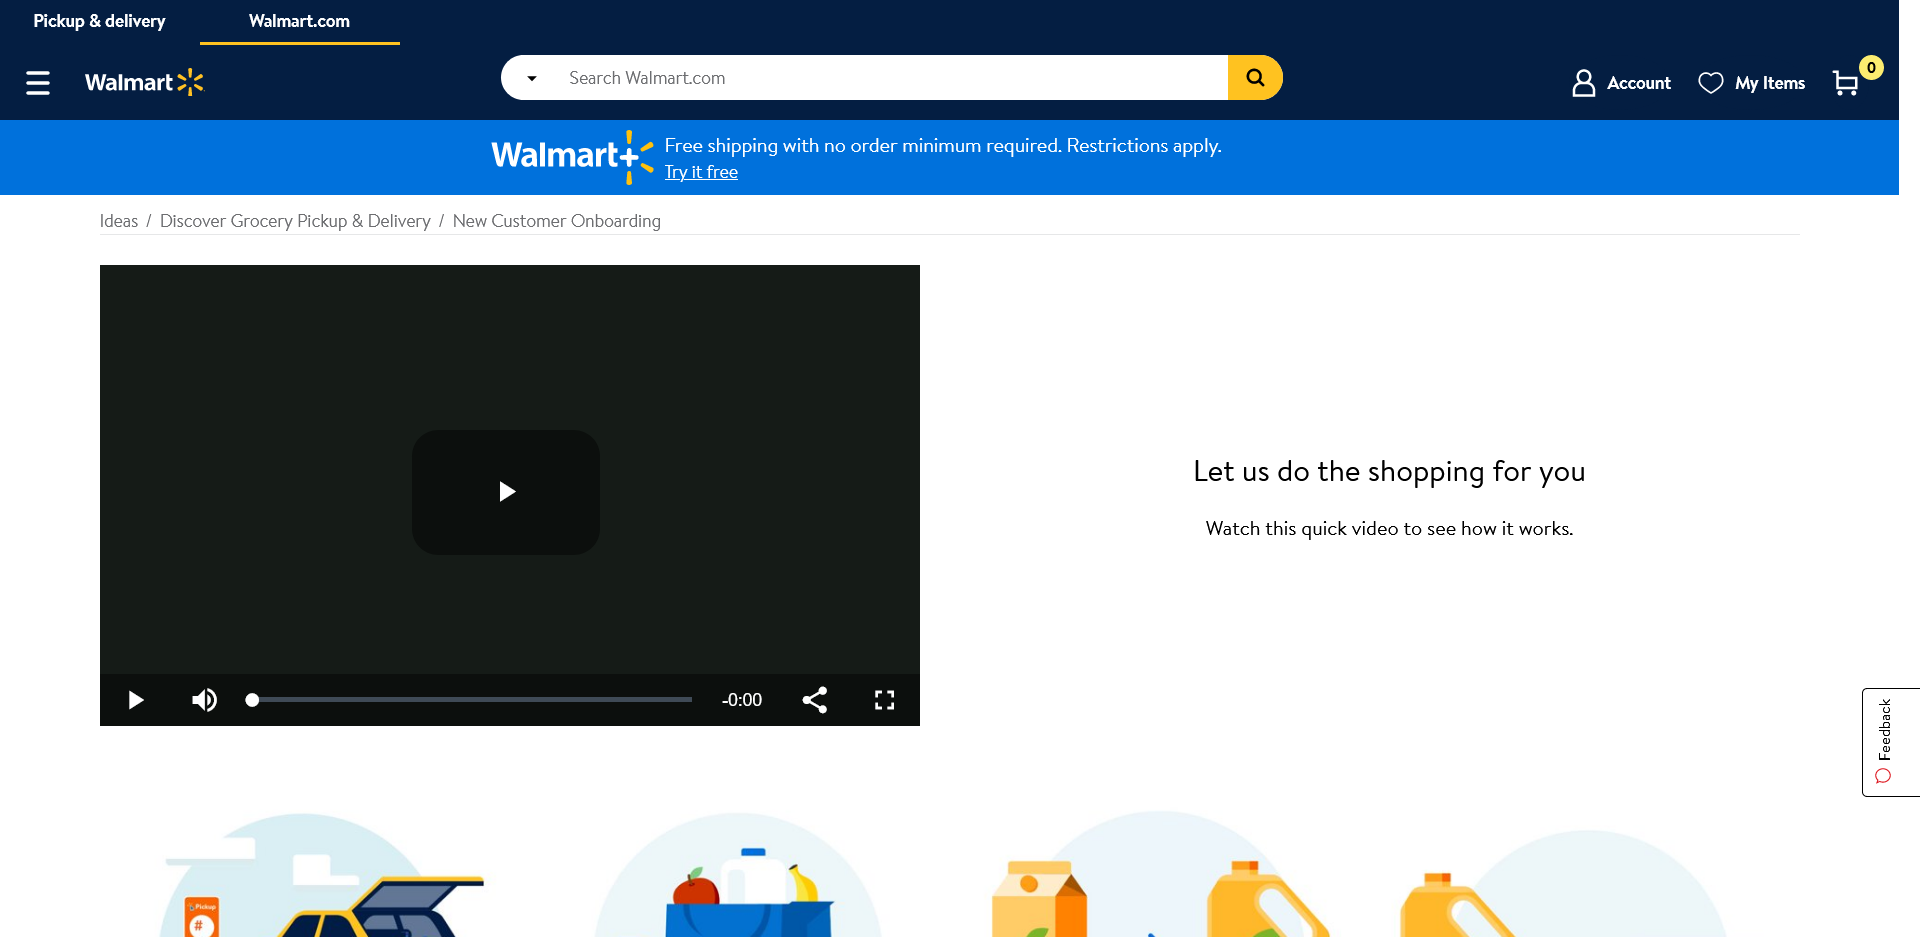 Pickup & delivery
Walmart.com
Walmart
Search Walmart.com
Account
My Items
0
Walmart+
Free shipping with no order minimum required. Restrictions apply.
Try it free
Ideas / Discover Grocery Pickup & Delivery / New Customer Onboarding
Let us do the shopping for you
Watch this quick video to see how it works.
-0:00
Feedback
Pickup
#